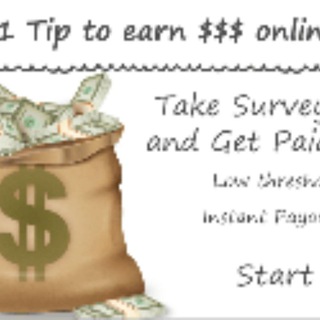 1 Tip to earn $$$ onlin
Take Survey
and Get Paid
Low thresh
Instant Payo
Start
$